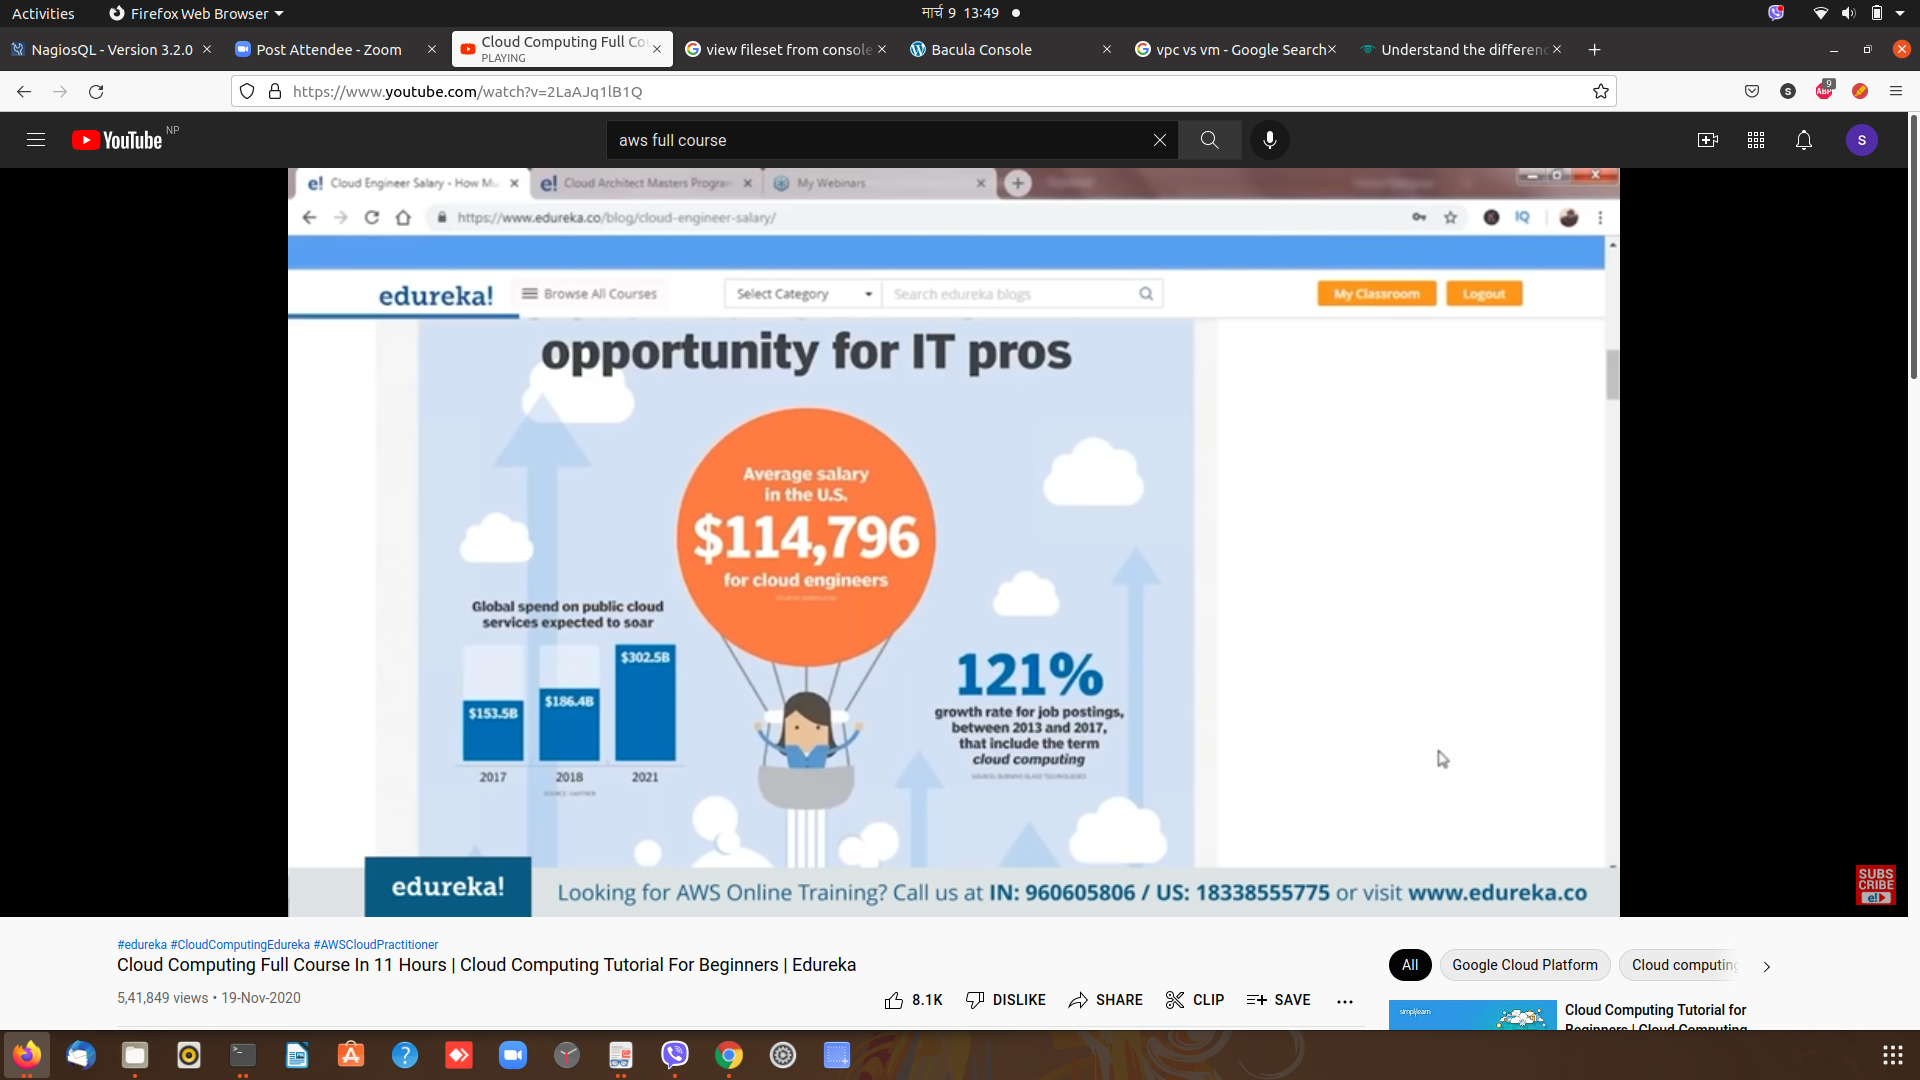 Activities
Firefox Web Browser
मार्च 9 13:49
NagiosQL - Version 3.2.0
Post Attendee - Zoom
Cloud Computing Full Co
PLAYING
view fileset from console
Bacula Console
vpc vs vm - Google Search
Understand the differenc
https://www.youtube.com/watch?v=2LaAJq1lB1Q
S
ABP
9
YouTube
NP
aws full course
S
e! Cloud Engineer Salary - How Mu
e! Cloud Architect Masters Program
My Webinars
https://www.edureka.co/blog/cloud-engineer-salary/
IQ
edureka!
Browse All Courses
Select Category
Search edureka blogs
My Classroom
Logout
opportunity for IT pros
Average salary
in the U.S.
$114,796
for cloud engineers
Global spend on public cloud
services expected to soar
$153.5B
$186.4B
$302.5B
2017
2018
2021
121%
growth rate for job postings,
between 2013 and 2017,
that include the term
cloud computing
edureka!
Looking for AWS Online Training? Call us at IN: 960605806 / US: 18338555775 or visit www.edureka.co
SUBS
CRIBE
e!
#edureka #CloudComputingEdureka #AWSCloudPractitioner
Cloud Computing Full Course In 11 Hours | Cloud Computing Tutorial For Beginners | Edureka
5,41,849 views • 19-Nov-2020
8.1K
DISLIKE
SHARE
CLIP
SAVE
All
Google Cloud Platform
Cloud computing
simplilearn
Cloud Computing Tutorial for
Beginners | Cloud Computing